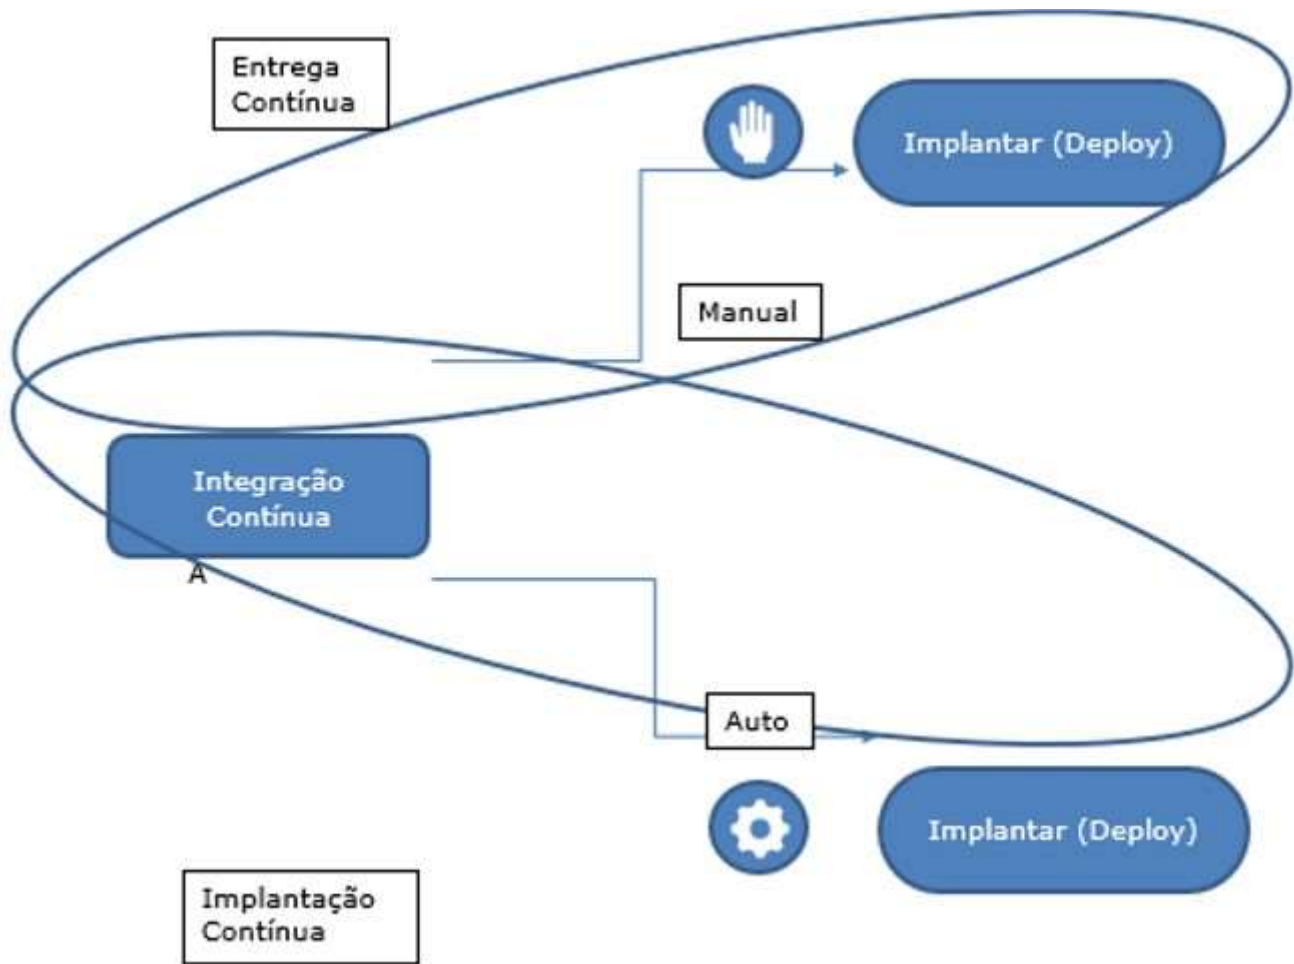 Entrega
Contínua
Implantar (Deploy)
Manual
Integração
Contínua
A
Auto
Implantar (Deploy)
Implantação
Contínua